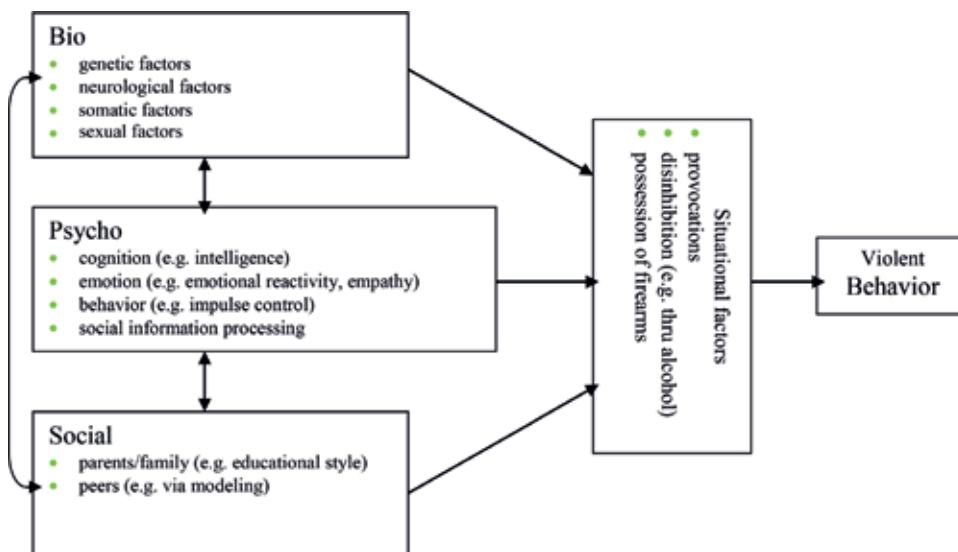 Bio
genetic factors
neurological factors
somatic factors
sexual factors
Psycho
cognition (e.g. intelligence)
emotion (e.g. emotional reactivity, empathy)
behavior (e.g. impulse control)
social information processing
Social
parents/family (e.g. educational style)
peers (e.g. via modeling)
Situational factors
provocations
disinhibition (e.g. thru alcohol)
possession of firearms
Violent
Behavior